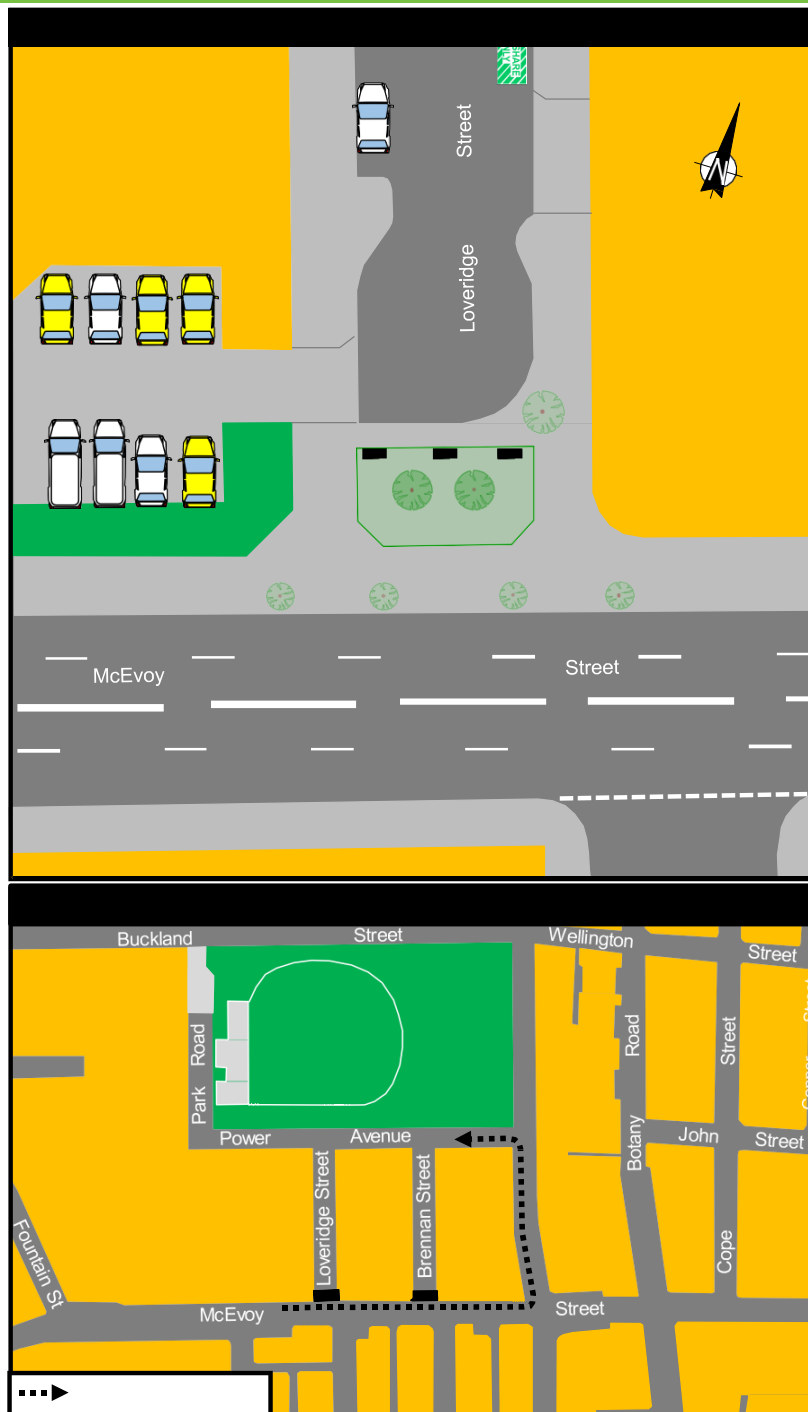 SHARE
Street
N
Loveridge
McEvoy
Street
Buckland
Street
Wellington
Street
Road
Street
Road
Park
Power
Avenue
John
Street
Botany
Loveridge Street
Brennan Street
Cope
Fountain St
McEvoy
Street